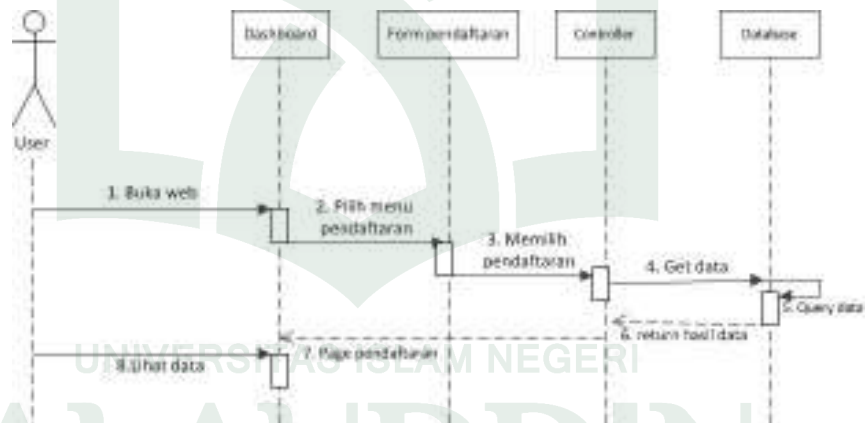 Dashboard
Form pendaftaran
Controller
Database
User
1. Buka web
2. Pilih menu
pendaftaran
3. Memilih
pendaftaran
4. Get data
5. Query data
6. return hasil data
7. Page pendaftaran
8.Lihat data
UNIVERSITAS ISLAM NEGERI
ALAUDDIN